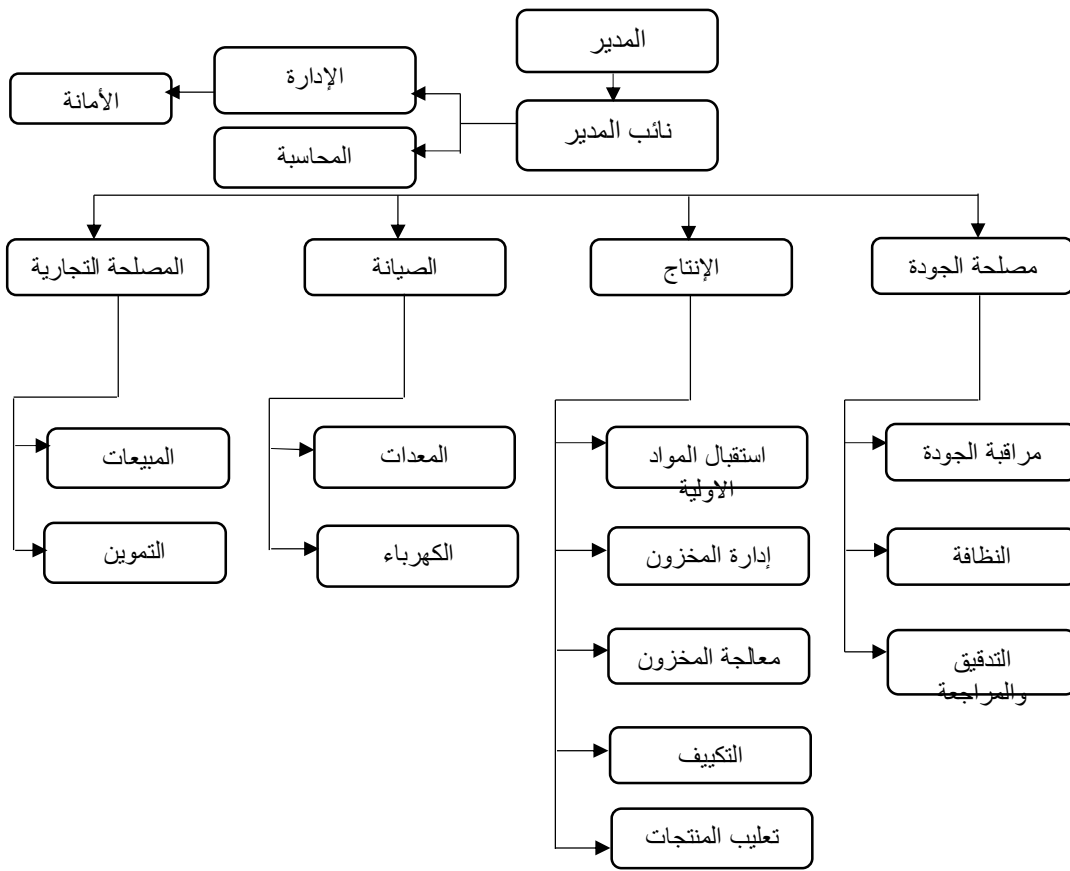 المدير
الإدارة
الأمانة
نائب المدير
المحاسبة
مصلحة الجودة
الإنتاج
الصيانة
المصلحة التجارية
مراقبة الجودة
النظافة
التدقيق
والمراجعة
استقبال المواد
الاولية
إدارة المخزون
معالجة المخزون
التكييف
تعليب المنتجات
المعدات
الكهرباء
المبيعات
التموين